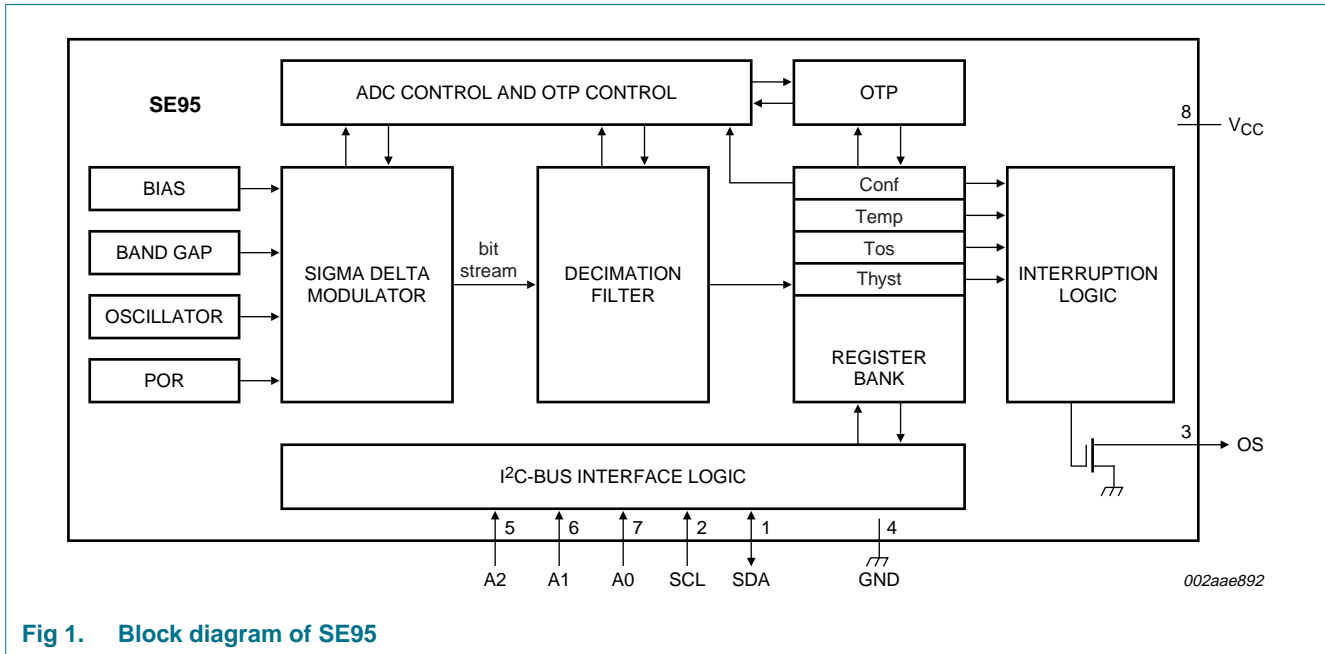 ADC CONTROL AND OTP CONTROL
OTP
SE95
8
VCC
BIAS
BAND GAP
OSCILLATOR
POR
SIGMA DELTA
MODULATOR
bit
stream
DECIMATION
FILTER
Conf
Temp
Tos
Thyst
REGISTER
BANK
INTERRUPTION
LOGIC
3
OS
I2C-BUS INTERFACE LOGIC
5
6
7
2
1
4
A2
A1
A0
SCL
SDA
GND
002aae892
Fig 1. Block diagram of SE95